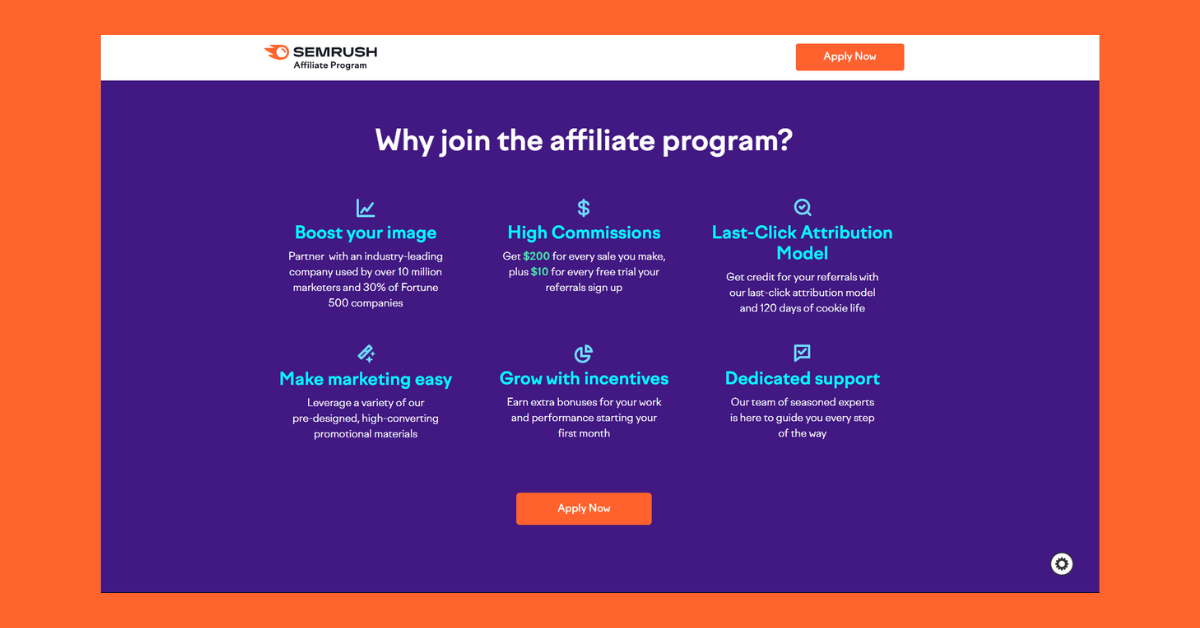 SEMRUSH
Affiliate Program
Apply Now
Why join the affiliate program?
Boost your image
Partner with an industry-leading
company used by over 10 million
marketers and 30% of Fortune
500 companies
High Commissions
Get $200 for every sale you make,
plus $10 for every free trial your
referrals sign up
Last-Click Attribution
Model
Get credit for your referrals with
our last-click attribution model
and 120 days of cookie life
Make marketing easy
Leverage a variety of our
pre-designed, high-converting
promotional materials
Grow with incentives
Earn extra bonuses for your work
and performance starting your
first month
Dedicated support
Our team of seasoned experts
is here to guide you every step
of the way
Apply Now